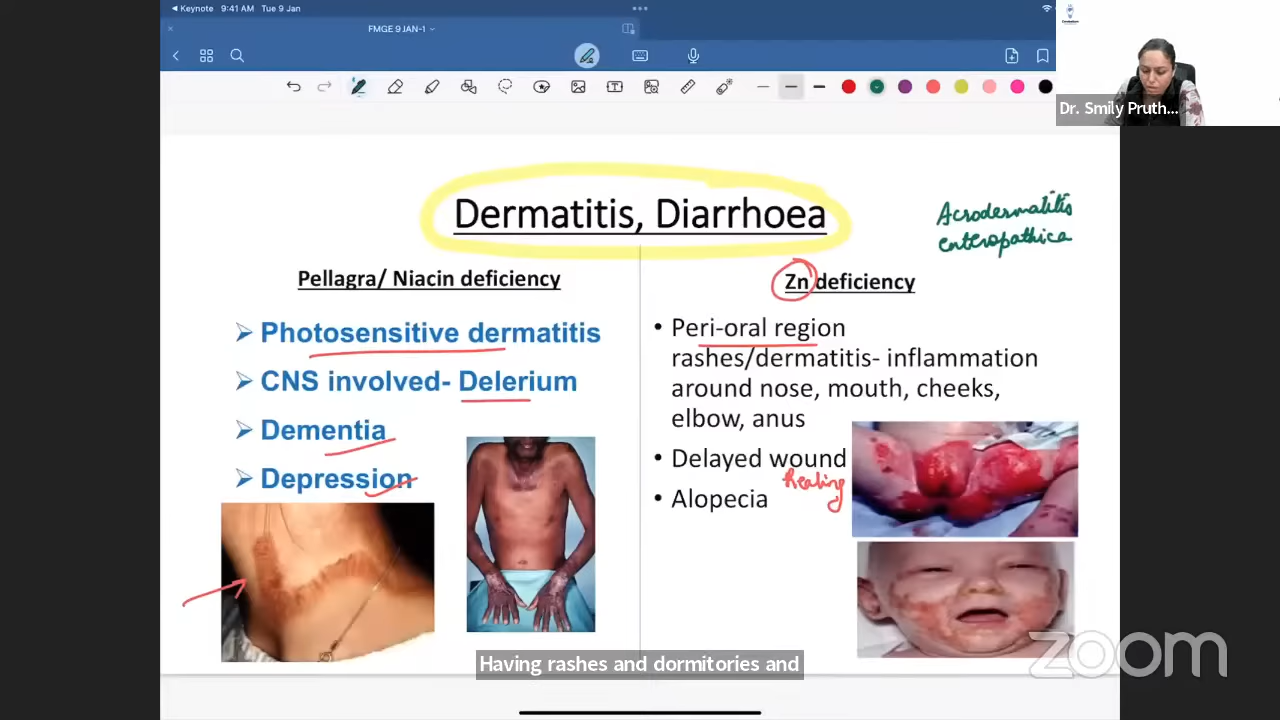 Keynote 9:41 AM Tue 9 Jan
FMGE 9 JAN-1
Dr. Smily Pruth...
Dermatitis, Diarrhoea
Acrodermatitis
enteropathica
Pellagra/ Niacin deficiency
Photosensitive dermatitis
CNS involved- Delerium
Dementia
Depression
Zn deficiency
Peri-oral region
rashes/dermatitis- inflammation
around nose, mouth, cheeks,
elbow, anus
Delayed wound
Healing
Alopecia
zoom
Having rashes and dormitories and